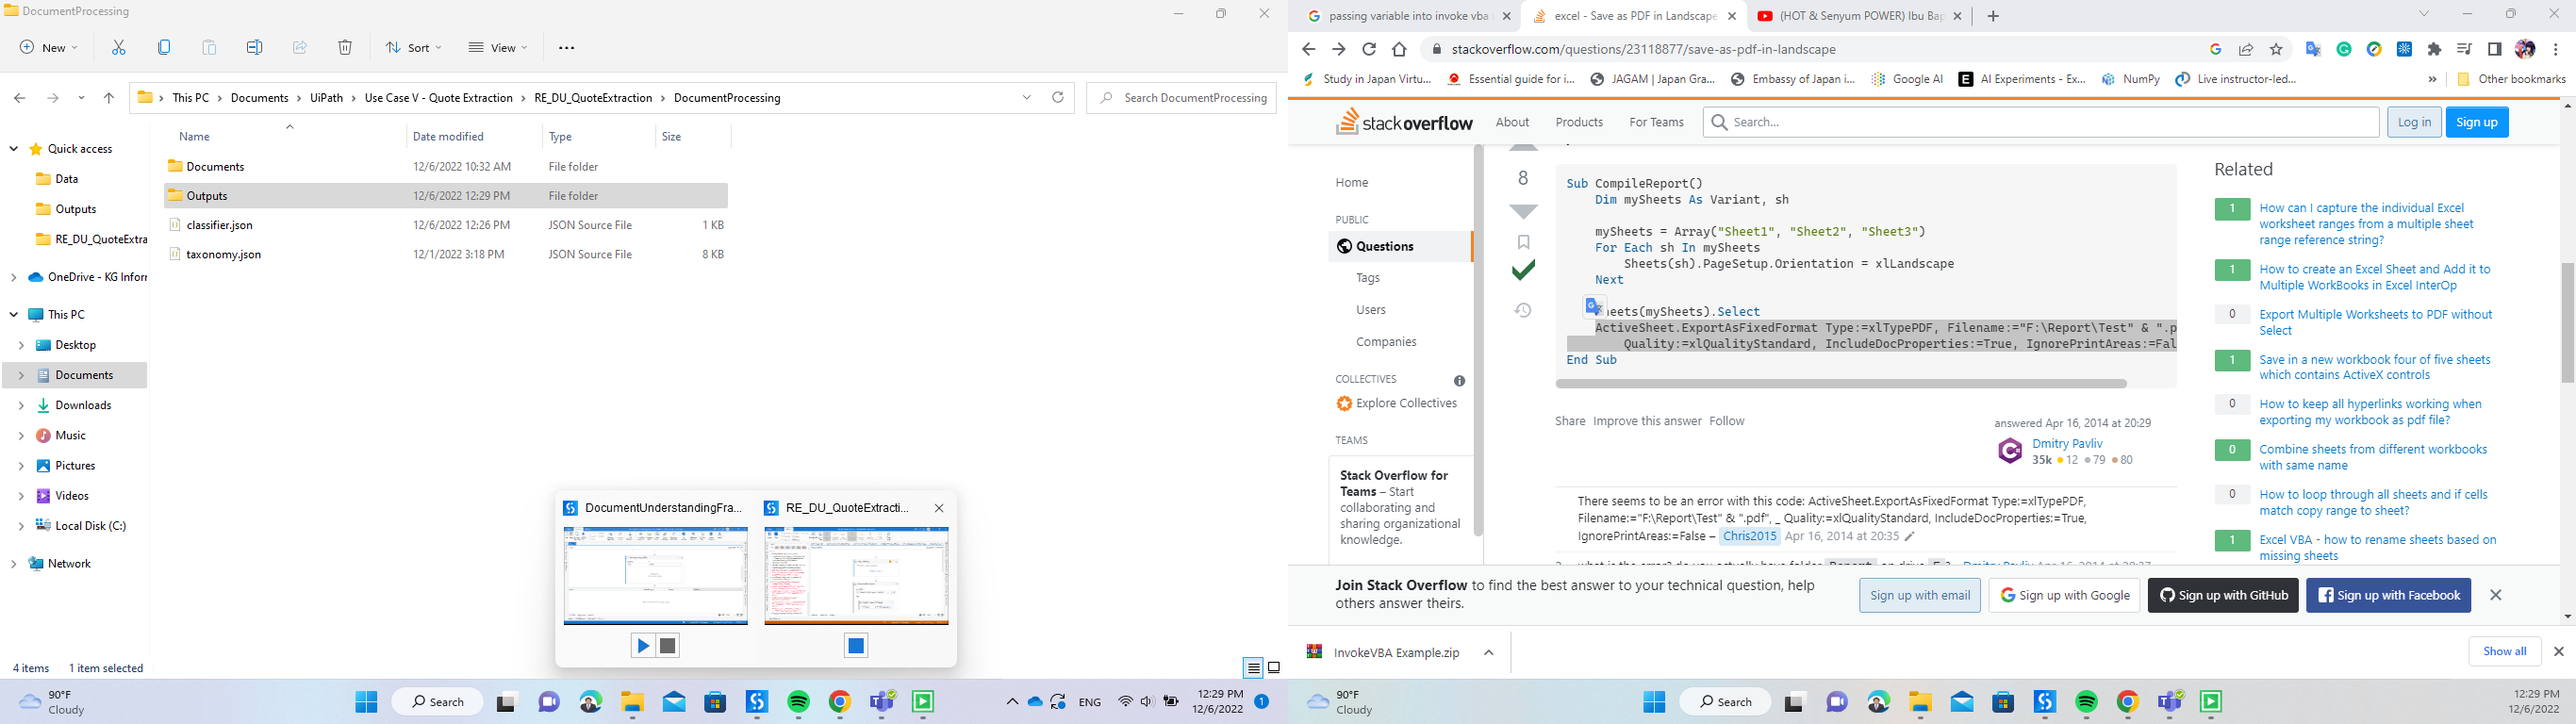 DocumentProcessing
New
Sort
View
This PC
Documents
UiPath
Use Case V - Quote Extraction
RE_DU_QuoteExtraction
DocumentProcessing
Search DocumentProcessing
Quick access
Data
Outputs
RE_DU_QuoteExtra
OneDrive - KG Inforr
This PC
Desktop
Documents
Downloads
Music
Pictures
Videos
Local Disk (C:)
Network
Name Date modified Type Size
Documents 12/6/2022 10:32 AM File folder
Outputs 12/6/2022 12:29 PM File folder
classifier.json 12/6/2022 12:26 PM JSON Source File 1 KB
taxonomy.json 12/1/2022 3:18 PM JSON Source File 8 KB
DocumentUnderstandingFra...
RE_DU_QuoteExtracti...
4 items 1 item selected
90°F
Cloudy
Search
ENG
12:29 PM
12/6/2022
1
passing variable into invoke vba
excel - Save as PDF in Landscape
(HOT & Senyum POWER) Ibu Bap
stackoverflow.com/questions/23118877/save-as-pdf-in-landscape
Study in Japan Virtu...
Essential guide for i...
JAGAM | Japan Gra...
Embassy of Japan i...
Google AI
AI Experiments - Ex...
NumPy
Live instructor-led...
»
Other bookmarks
stackoverflow
About
Products
For Teams
Search...
Log in
Sign up
Home
PUBLIC
Questions
Tags
Users
Companies
COLLECTIVES
Explore Collectives
TEAMS
Stack Overflow for
Teams – Start
collaborating and
sharing organizational
knowledge.
8
Sub CompileReport()
Dim mySheets As Variant, sh
mySheets = Array("Sheet1", "Sheet2", "Sheet3")
For Each sh In mySheets
Sheets(sh).PageSetup.Orientation = xlLandscape
Next
heets(mySheets).Select
ActiveSheet.ExportAsFixedFormat Type:=xlTypePDF, Filename:="F:\Report\Test" & ".p
Quality:=xlQualityStandard, IncludeDocProperties:=True, IgnorePrintAreas:=Fal
End Sub
Share Improve this answer Follow
answered Apr 16, 2014 at 20:29
Dmitry Pavliv
35k 12 79 80
There seems to be an error with this code: ActiveSheet.ExportAsFixedFormat Type:=xlTypePDF,
Filename:="F:\Report\Test" & ".pdf", _ Quality:=xlQualityStandard, IncludeDocProperties:=True,
IgnorePrintAreas:=False – Chris2015 Apr 16, 2014 at 20:35
Related
1 How can I capture the individual Excel
worksheet ranges from a multiple sheet
range reference string?
1 How to create an Excel Sheet and Add it to
Multiple WorkBooks in Excel InterOp
0 Export Multiple Worksheets to PDF without
Select
1 Save in a new workbook four of five sheets
which contains ActiveX controls
0 How to keep all hyperlinks working when
exporting my workbook as pdf file?
0 Combine sheets from different workbooks
with same name
0 How to loop through all sheets and if cells
match copy range to sheet?
1 Excel VBA - how to rename sheets based on
missing sheets
Join Stack Overflow to find the best answer to your technical question, help
others answer theirs.
Sign up with email
Sign up with Google
Sign up with GitHub
Sign up with Facebook
InvokeVBA Example.zip
Show all
90°F
Cloudy
Search
12:29 PM
12/6/2022